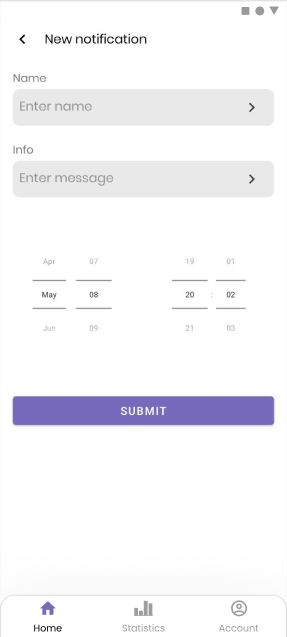 New notification
Name
Enter name
Info
Enter message
Apr 07 19 01
May 08 20 : 02
Jun 09 21 03
SUBMIT
Home Statistics Account